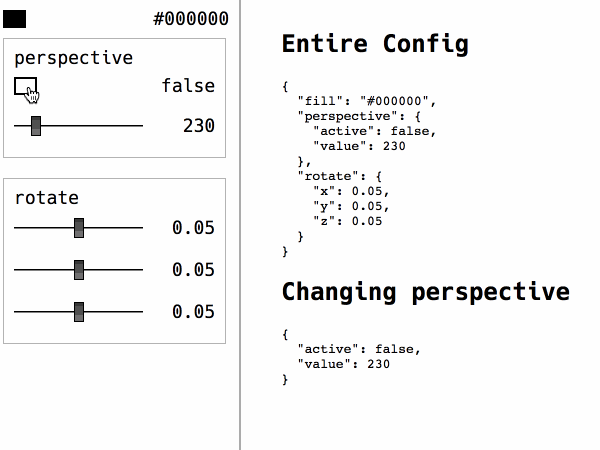 #000000
perspective
false
230
rotate
0.05
0.05
0.05
Entire Config
{
  "fill": "#000000",
  "perspective": {
    "active": false,
    "value": 230
  },
  "rotate": {
    "x": 0.05,
    "y": 0.05,
    "z": 0.05
  }
}
Changing perspective
{
  "active": false,
  "value": 230
}